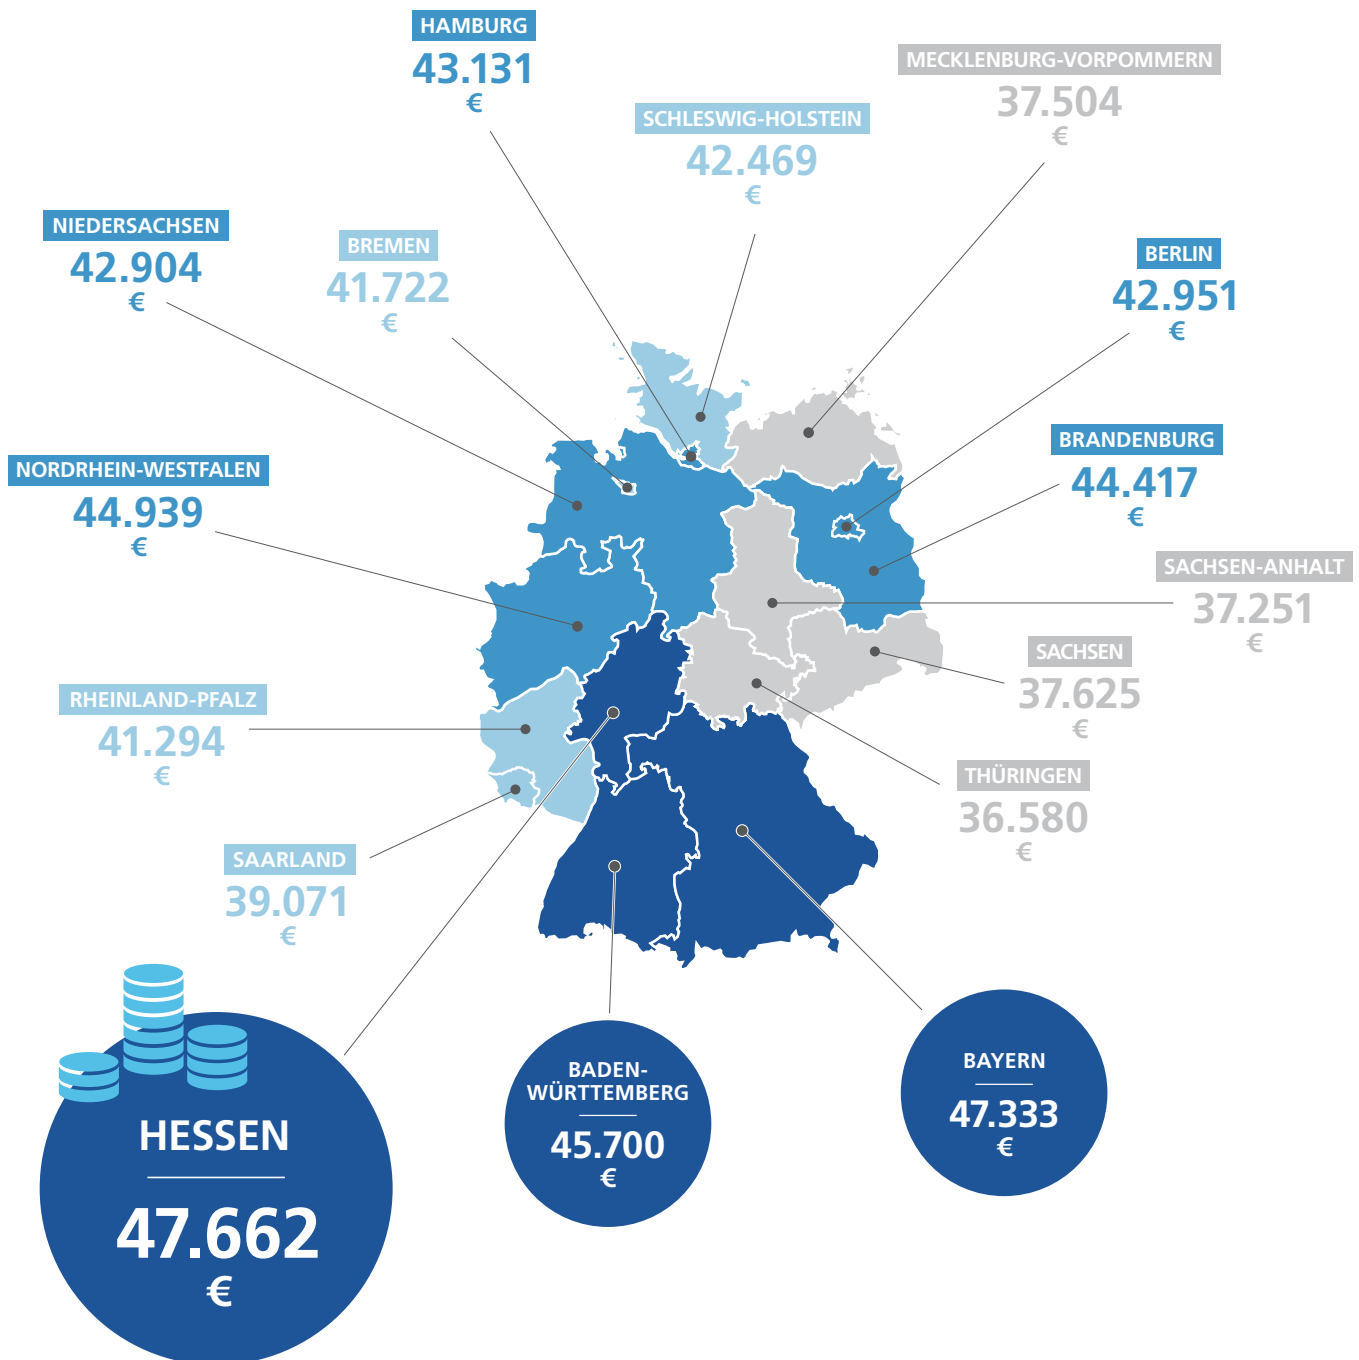 HAMBURG
43.131
€
MECKLENBURG-VORPOMMERN
37.504
€
SCHLESWIG-HOLSTEIN
42.469
€
NIEDERSACHSEN
42.904
€
BREMEN
41.722
€
BERLIN
42.951
€
BRANDENBURG
44.417
€
NORDRHEIN-WESTFALEN
44.939
€
SACHSEN-ANHALT
37.251
€
SACHSEN
37.625
€
RHEINLAND-PFALZ
41.294
€
THÜRINGEN
36.580
€
SAARLAND
39.071
€
HESSEN
47.662
€
BADEN-
WÜRTTEMBERG
45.700
€
BAYERN
47.333
€